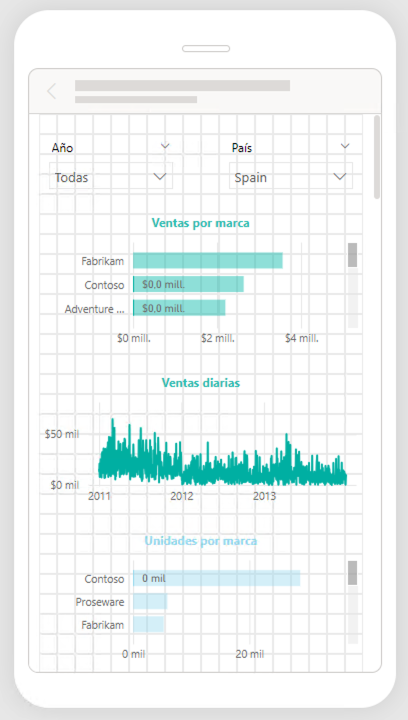 Año País
Todas Spain
Ventas por marca
Fabrikam
Contoso $0,0 mill.
Adventure ... $0,0 mill.
$0 mill. $2 mill. $4 mill.
Ventas diarias
$50 mil
$0 mil
2011 2012 2013
Unidades por marca
Contoso 0 mil
Proseware
Fabrikam
0 mil 20 mil